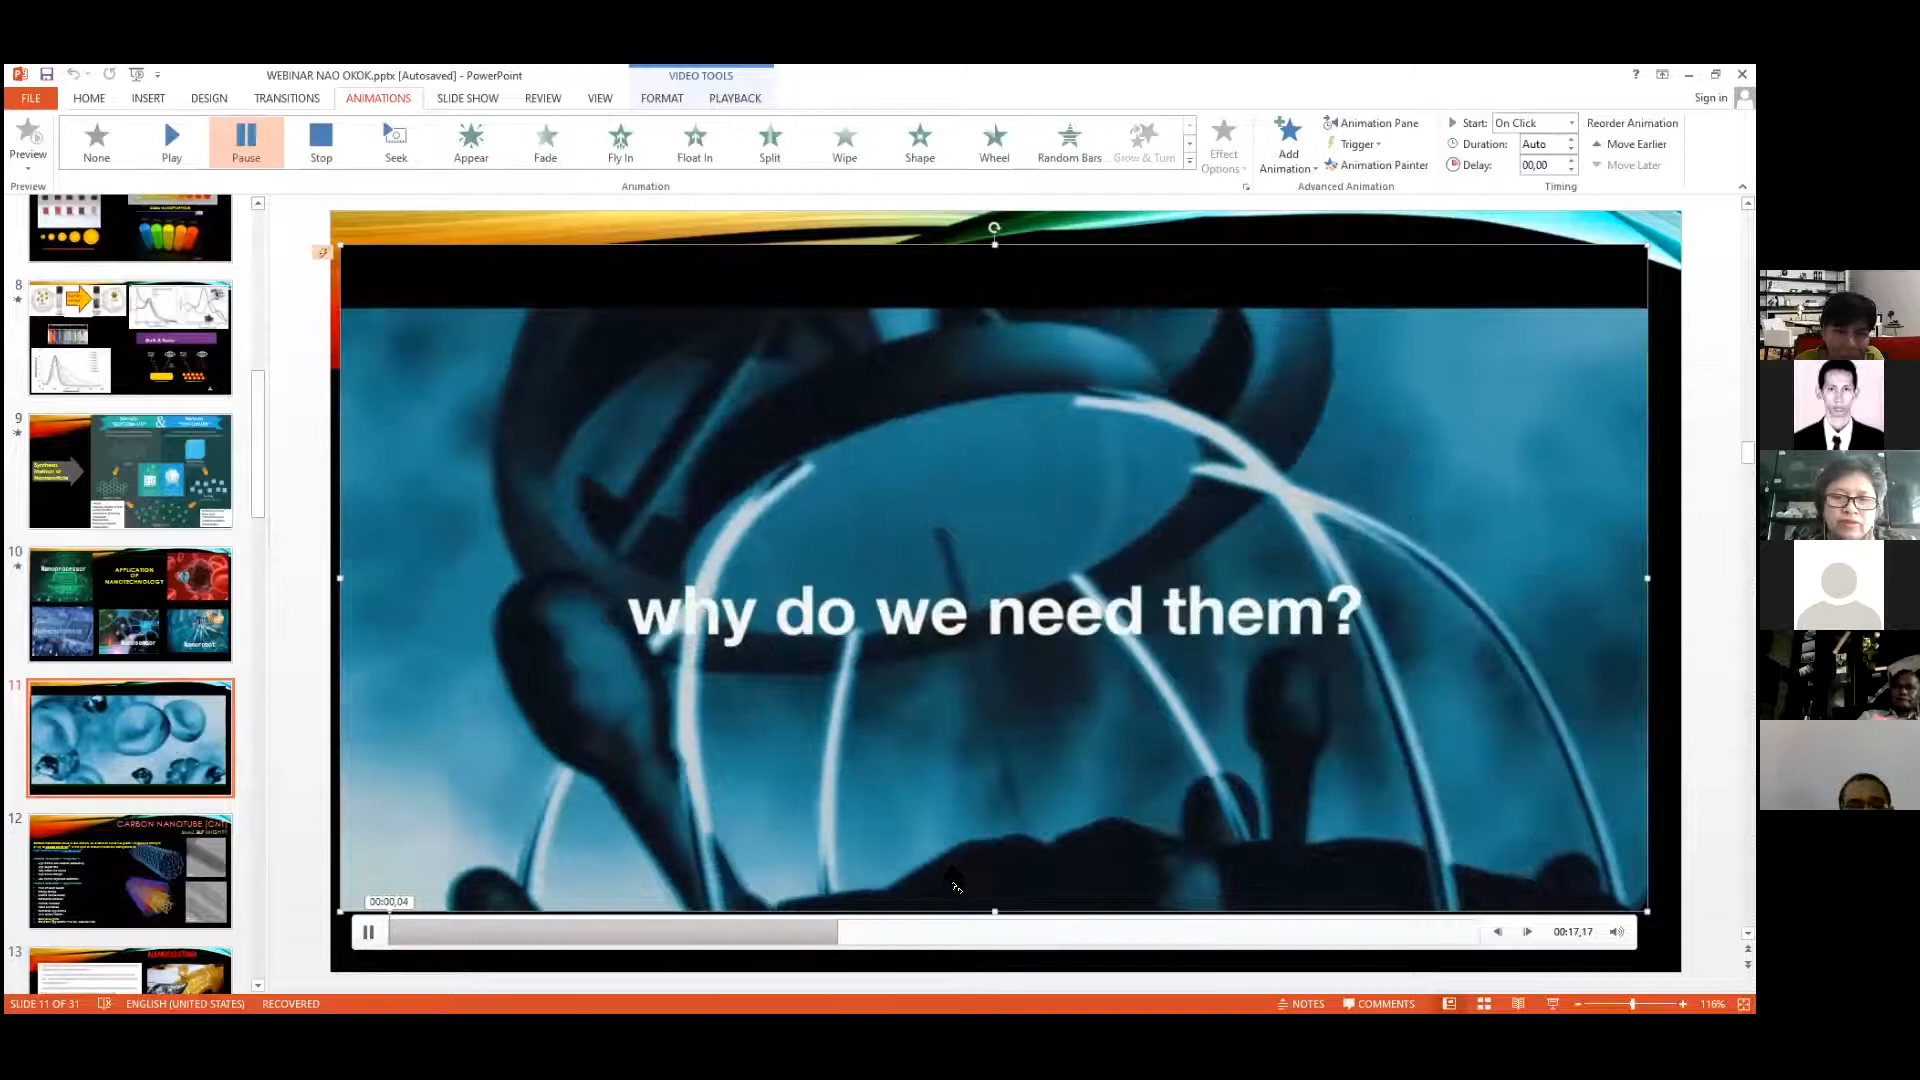 WEBINAR NAO OKOK.pptx [Autosaved] - PowerPoint
VIDEO TOOLS
?
FILE HOME INSERT DESIGN TRANSITIONS ANIMATIONS SLIDE SHOW REVIEW VIEW FORMAT PLAYBACK
Sign in
Preview
None Play Pause Stop Seek Appear Fade Fly In Float In Split Wipe Shape Wheel Random Bars Grow & Turn
Effect Options
Add Animation
Animation Pane
Trigger
Animation Painter
Start: On Click
Duration: Auto
Delay: 00,00
Reorder Animation
Move Earlier
Move Later
Preview Animation Advanced Animation Timing
8
9
&
10
Nanoprocessor
APPLICATION
OF
NANOTECHNOLOGY
Nanorobot
11
12
CARBON NANOTUBE (CNT)
13
why do we need them?
00:00,04
00:17,17
SLIDE 11 OF 31 ENGLISH (UNITED STATES) RECOVERED NOTES COMMENTS 116%